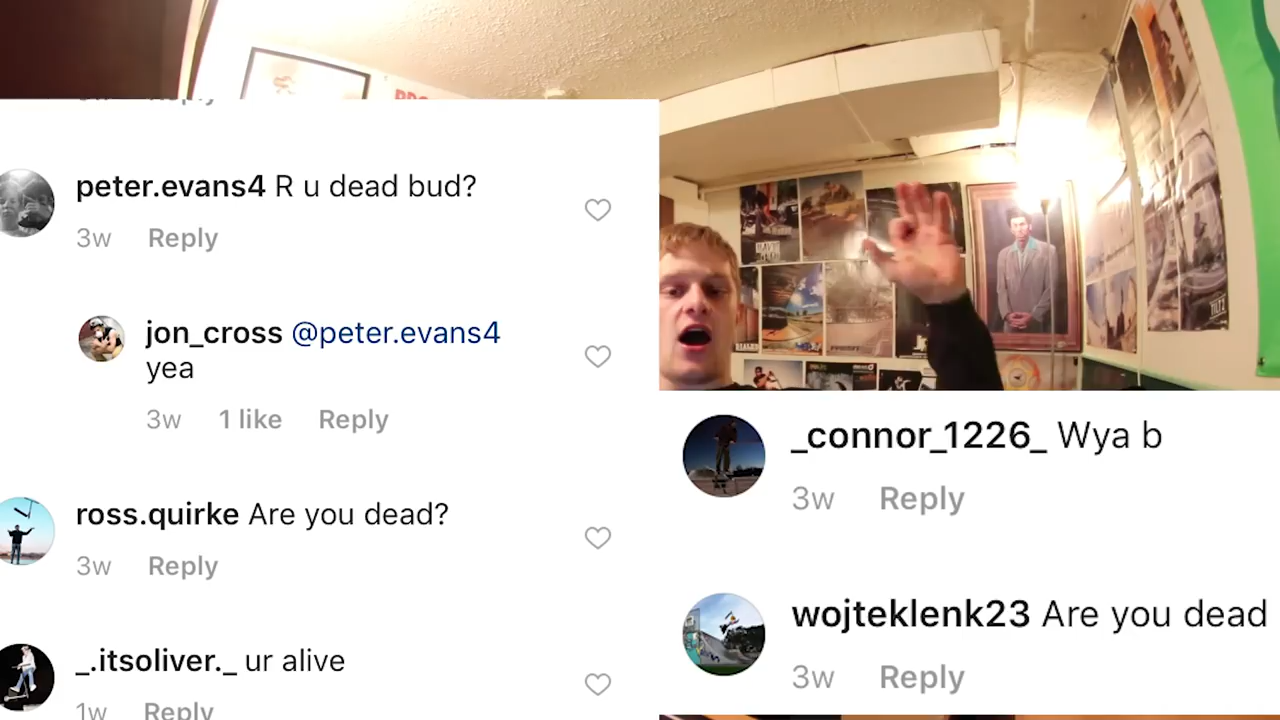 peter.evans4 R u dead bud?
3w Reply
jon_cross @peter.evans4
yea
3w 1 like Reply
ross.quirke Are you dead?
3w Reply
_.itsoliver._ ur alive
1w Reply
_connor_1226_ Wya b
3w Reply
wojteklenk23 Are you dead
3w Reply